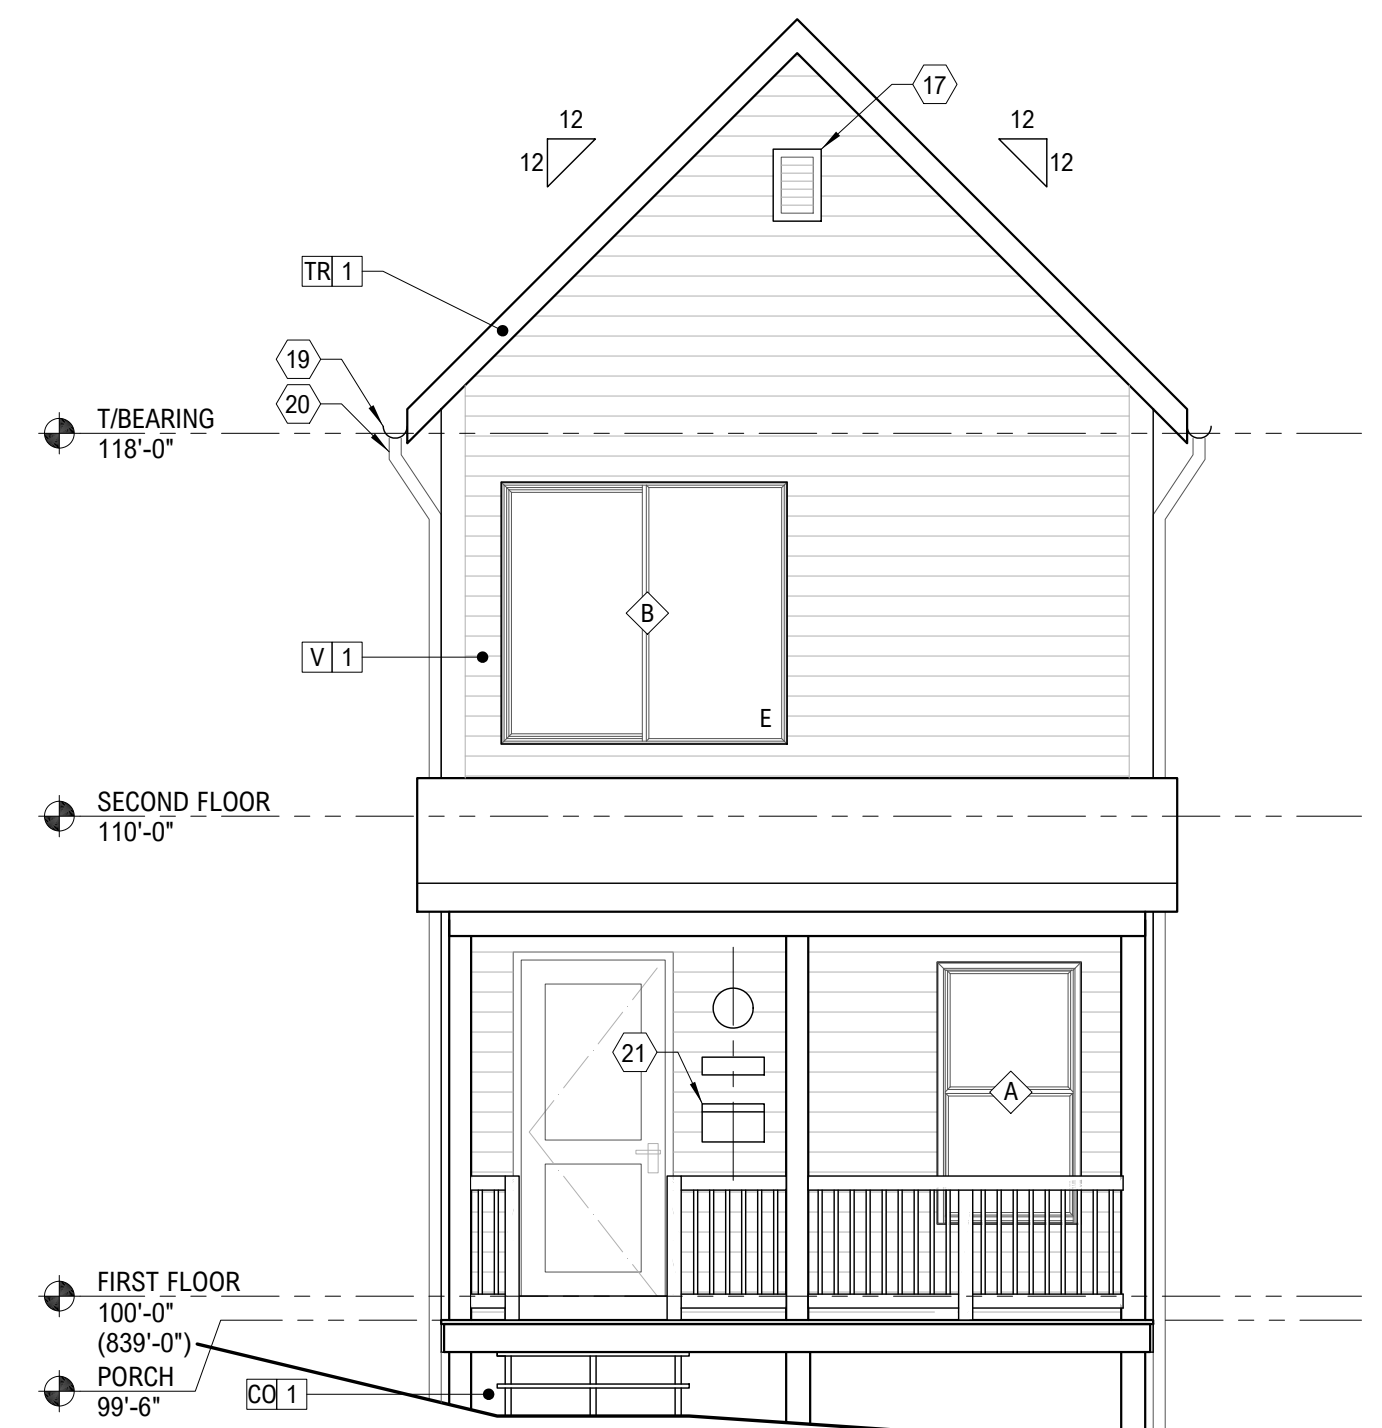 17
12
12
12
12
TR 1
19
20
T/BEARING
118'-0"
B
V 1
E
SECOND FLOOR
110'-0"
21
A
FIRST FLOOR
100'-0"
(839'-0")
PORCH
99'-6"
CO 1